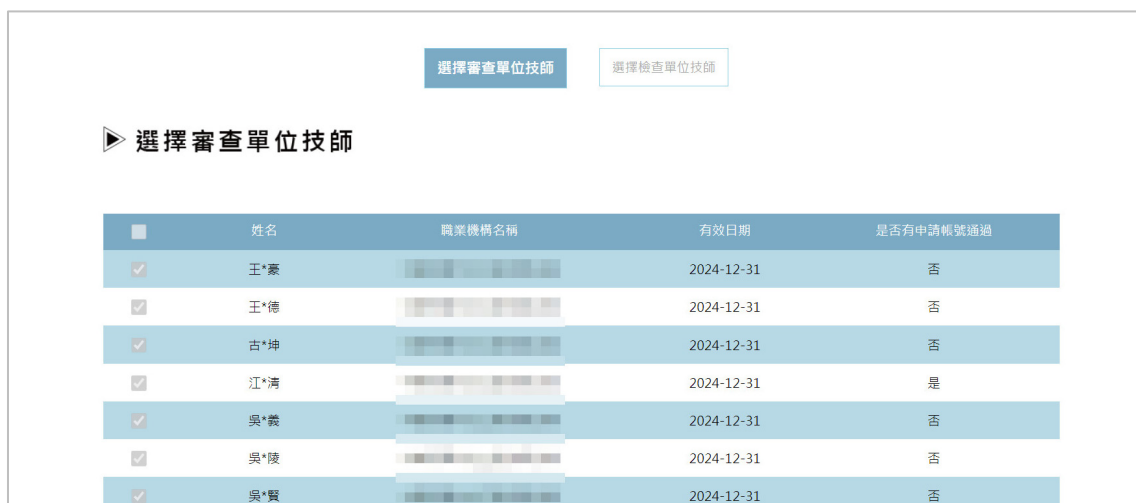 選擇審查單位技師 選擇檢查單位技師
選擇審查單位技師
姓名 職業機構名稱 有效日期 是否有申請帳號通過
王*豪 2024-12-31 否
王*德 2024-12-31 否
古*坤 2024-12-31 否
江*清 2024-12-31 是
吳*義 2024-12-31 否
吳*陵 2024-12-31 否
吳*賢 2024-12-31 否